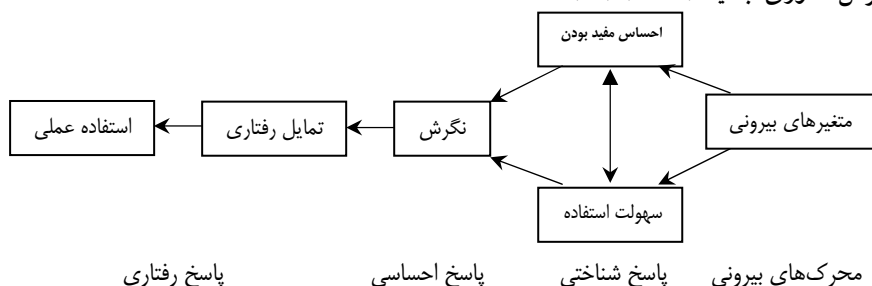 احساس مفید بودن
متغیرهای بیرونی
نگرش
تمایل رفتاری
استفاده عملی
سهولت استفاده
محرک‌های بیرونی
پاسخ شناختی
پاسخ احساسی
پاسخ رفتاری